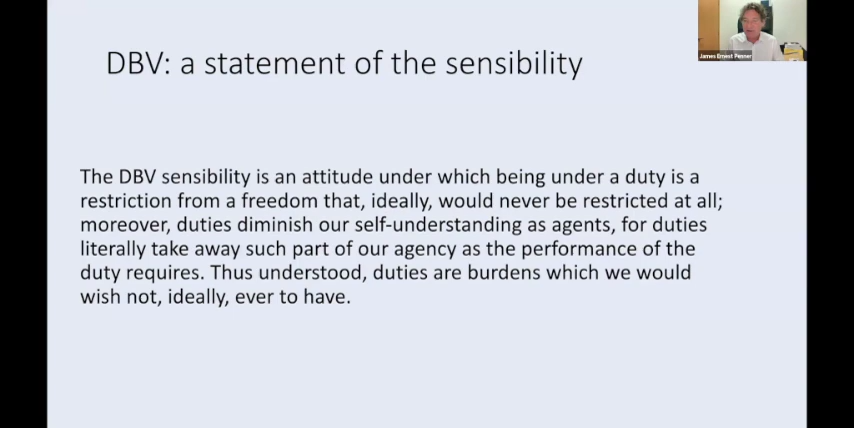 DBV: a statement of the sensibility
James Ernest Penner
The DBV sensibility is an attitude under which being under a duty is a
restriction from a freedom that, ideally, would never be restricted at all;
moreover, duties diminish our self-understanding as agents, for duties
literally take away such part of our agency as the performance of the
duty requires. Thus understood, duties are burdens which we would
wish not, ideally, ever to have.